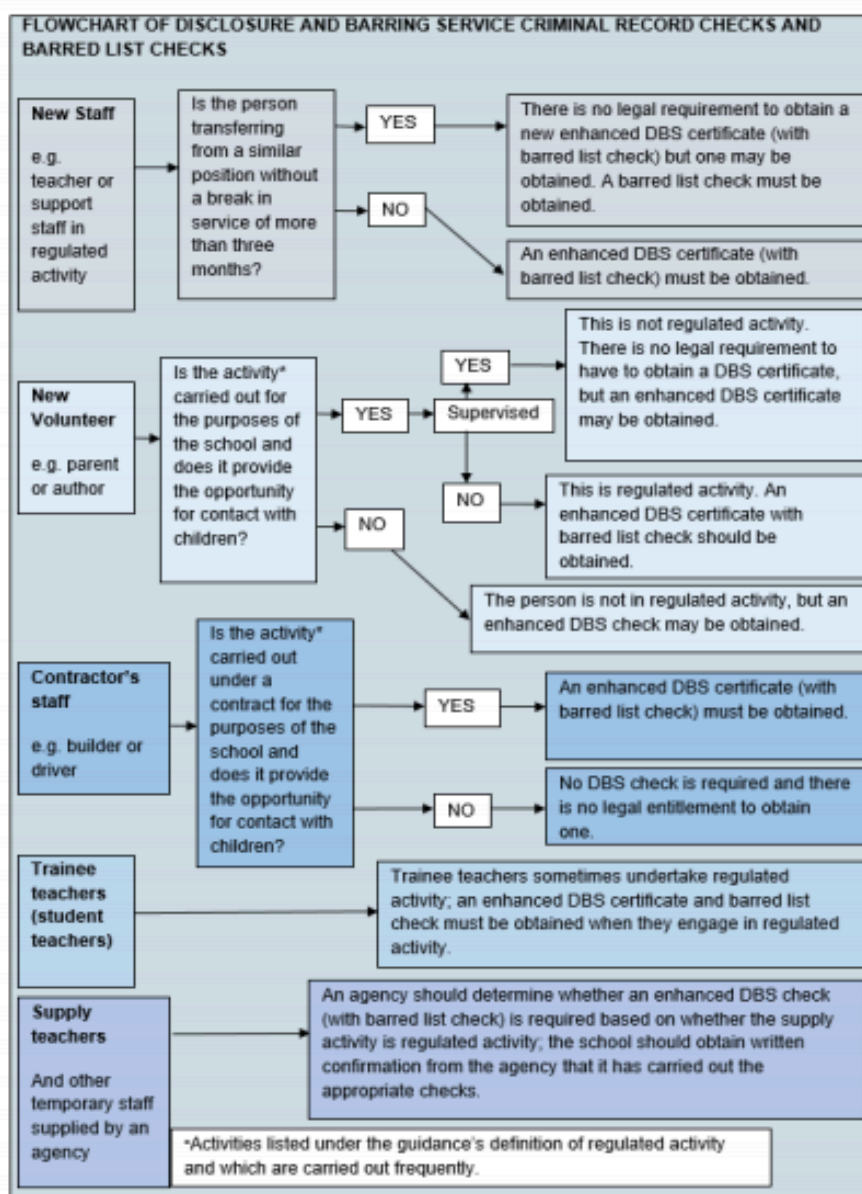 FLOWCHART OF DISCLOSURE AND BARRING SERVICE CRIMINAL RECORD CHECKS AND
BARRED LIST CHECKS
New Staff
e.g.
teacher or
support
staff in
regulated
activity
Is the person
transferring
from a similar
position without
a break in
service of more
than three
months?
YES
There is no legal requirement to obtain a
new enhanced DBS certificate (with
barred list check) but one may be
obtained. A barred list check must be
obtained.
NO
An enhanced DBS certificate (with
barred list check) must be obtained.
New
Volunteer
e.g. parent
or author
Is the activity*
carried out for
the purposes of
the school and
does it provide
the opportunity
for contact with
children?
YES
Supervised
YES
This is not regulated activity.
There is no legal requirement to
have to obtain a DBS certificate,
but an enhanced DBS certificate
may be obtained.
NO
This is regulated activity. An
enhanced DBS certificate with
barred list check should be
obtained.
NO
The person is not in regulated activity, but an
enhanced DBS check may be obtained.
Contractor's
staff
e.g. builder or
driver
Is the activity*
carried out
under a
contract for the
purposes of the
school and
does it provide
the opportunity
for contact with
children?
YES
An enhanced DBS certificate (with
barred list check) must be obtained.
NO
No DBS check is required and there
is no legal entitlement to obtain
one.
Trainee
teachers
(student
teachers)
Trainee teachers sometimes undertake regulated
activity; an enhanced DBS certificate and barred list
check must be obtained when they engage in regulated
activity.
Supply
teachers
And other
temporary staff
supplied by an
agency
An agency should determine whether an enhanced DBS check
(with barred list check) is required based on whether the supply
activity is regulated activity; the school should obtain written
confirmation from the agency that it has carried out the
appropriate checks.
*Activities listed under the guidance's definition of regulated activity
and which are carried out frequently.